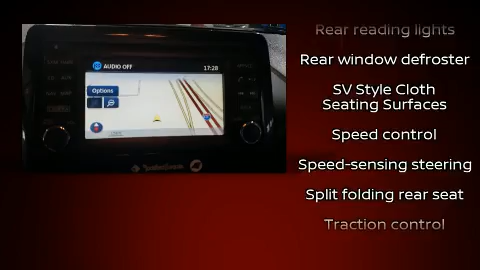 AUDIO OFF 17:28
Options
Rear reading lights
Rear window defroster
SV Style Cloth
Seating Surfaces
Speed control
Speed-sensing steering
Split folding rear seat
Traction control